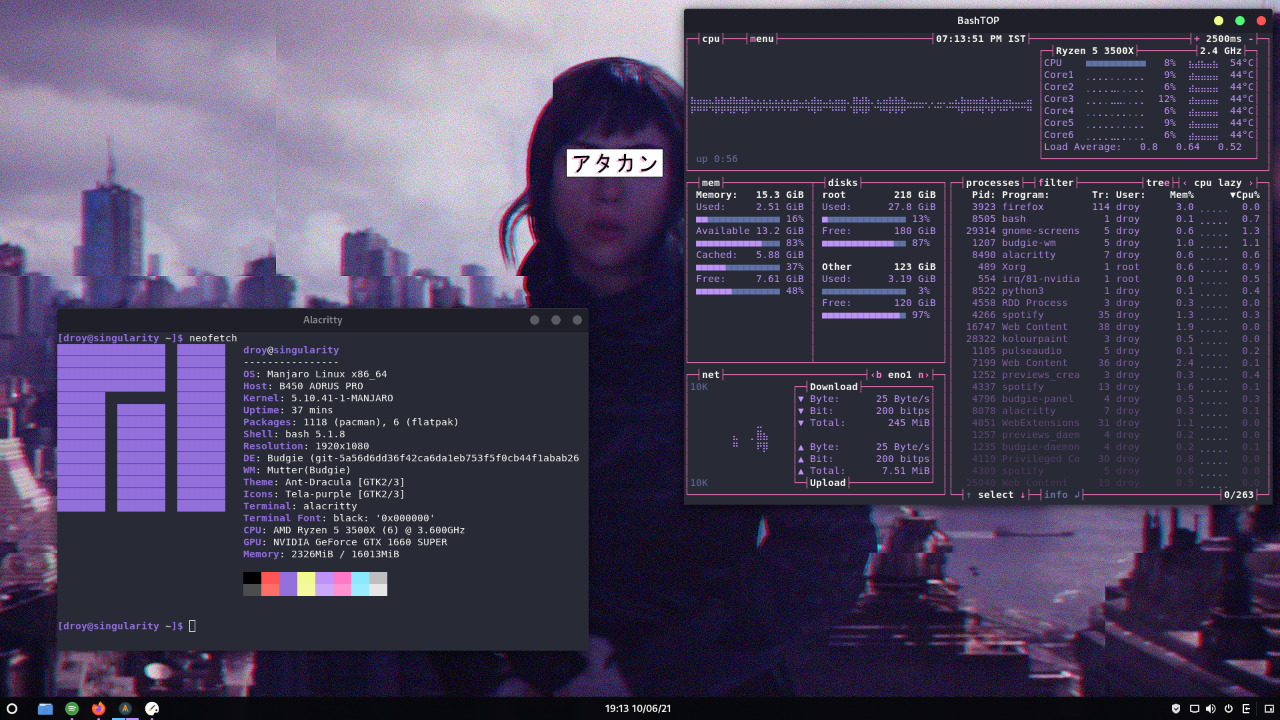 BashTOP
cpu menu 07:13:51 PM IST + 2500ms -
Ryzen 5 3500X 2.4 GHz
CPU 8% 54°C
Core1 9% 44°C
Core2 6% 44°C
Core3 12% 44°C
Core4 6% 44°C
Core5 9% 44°C
Core6 6% 44°C
Load Average: 0.8 0.64 0.52
up 0:56
アタカン
mem
Memory: 15.3 GiB
Used: 2.51 GiB
16%
Available 13.2 GiB
83%
Cached: 5.88 GiB
37%
Free: 7.61 GiB
48%
disks
root 218 GiB
Used: 27.8 GiB
13%
Free: 180 GiB
87%
Other 123 GiB
Used: 3.19 GiB
3%
Free: 120 GiB
97%
processes filter tree ‹ cpu lazy ›
Pid: Program: Tr: User: Mem% ▼Cpu%
3923 firefox 114 droy 3.0 0.0
8505 bash 1 droy 0.1 0.7
29314 gnome-screens 5 droy 0.6 1.3
1207 budgie-wm 5 droy 1.0 1.1
8490 alacritty 7 droy 0.6 0.6
489 Xorg 1 root 0.6 0.9
554 irq/81-nvidia 1 root 0.0 0.5
8522 python3 1 droy 0.1 0.4
4558 RDD Process 3 droy 0.3 0.0
4266 spotify 35 droy 1.3 0.3
16747 Web Content 38 droy 1.9 0.0
28322 kolourpaint 3 droy 0.5 0.0
1105 pulseaudio 5 droy 0.1 0.2
7199 Web Content 36 droy 2.4 0.1
1252 previews_crea 3 droy 0.3 0.4
4337 spotify 13 droy 1.6 0.1
4796 budgie-panel 4 droy 0.5 0.3
8078 alacritty 7 droy 0.3 0.1
4051 WebExtensions 31 droy 1.1
1257 previews_daem 4 droy 0.2 0.0
1235 budgie-daemon 4 droy 0.2 0.1
4119 Privileged Co 30 droy 0.8 0.0
4309 spotify 5 droy 0.6
25040 Web Content
↑ select ↓ info ↲ 0/263
net ‹b eno1 n›
10K
Download
▼ Byte: 25 Byte/s
▼ Bit: 200 bitps
▼ Total: 245 MiB
▲ Byte: 25 Byte/s
▲ Bit: 200 bitps
▲ Total: 7.51 MiB
10K
Upload
Alacritty
[droy@singularity ~]$ neofetch
droy@singularity
----------------
OS: Manjaro Linux x86_64
Host: B450 AORUS PRO
Kernel: 5.10.41-1-MANJARO
Uptime: 37 mins
Packages: 1118 (pacman), 6 (flatpak)
Shell: bash 5.1.8
Resolution: 1920x1080
DE: Budgie (git-5a56d6dd36f42ca6da1eb753f5f0cb44f1abab26
WM: Mutter(Budgie)
Theme: Ant-Dracula [GTK2/3]
Icons: Tela-purple [GTK2/3]
Terminal: alacritty
Terminal Font: black: '0x000000'
CPU: AMD Ryzen 5 3500X (6) @ 3.600GHz
GPU: NVIDIA GeForce GTX 1660 SUPER
Memory: 2326MiB / 16013MiB
[droy@singularity ~]$
19:13 10/06/21